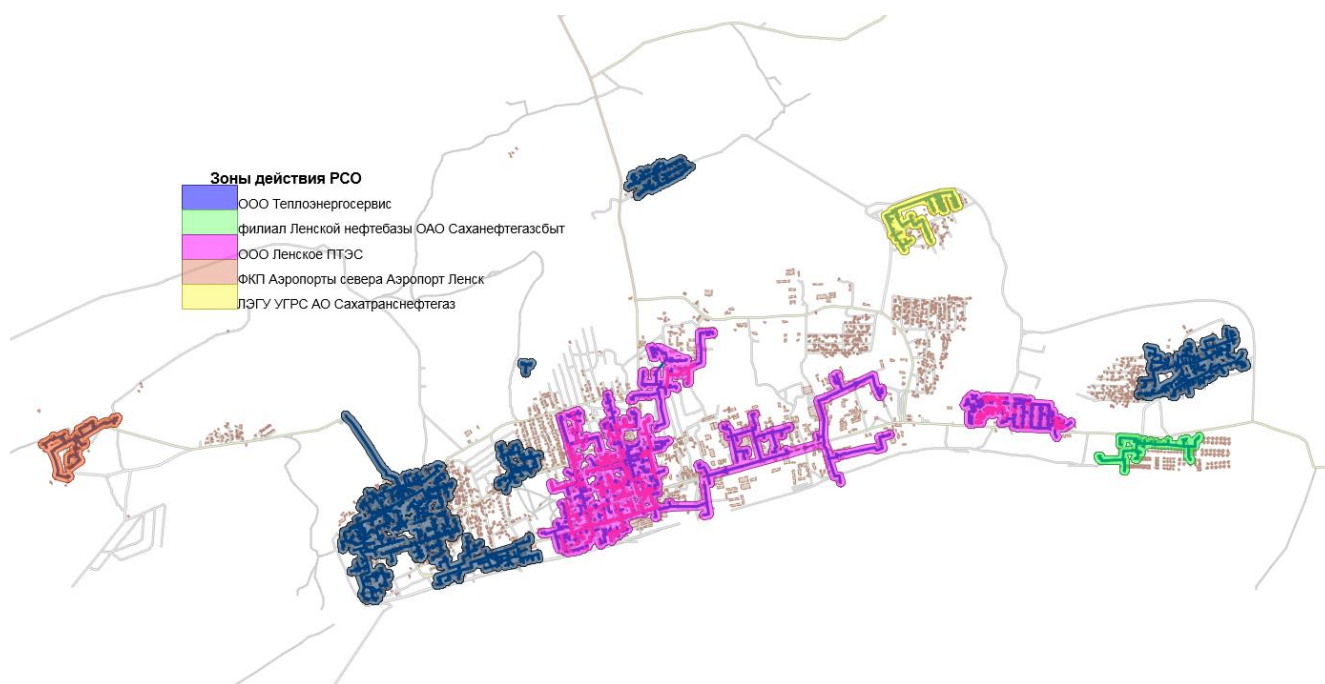 Зоны действия РСО
ООО Теплоэнергосервис
филиал Ленской нефтебазы ОАО Саханефтегазсбыт
ООО Ленское ПТЭС
ФКП Аэропорты севера Аэропорт Ленск
ЛЭГУ УГРС АО Сахатранснефтегаз